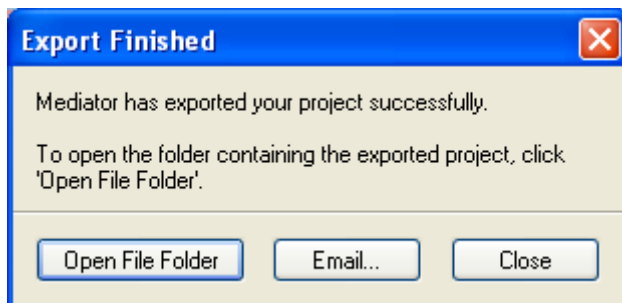 Export Finished
Mediator has exported your project successfully.
To open the folder containing the exported project, click
'Open File Folder'.
Open File Folder
Email...
Close